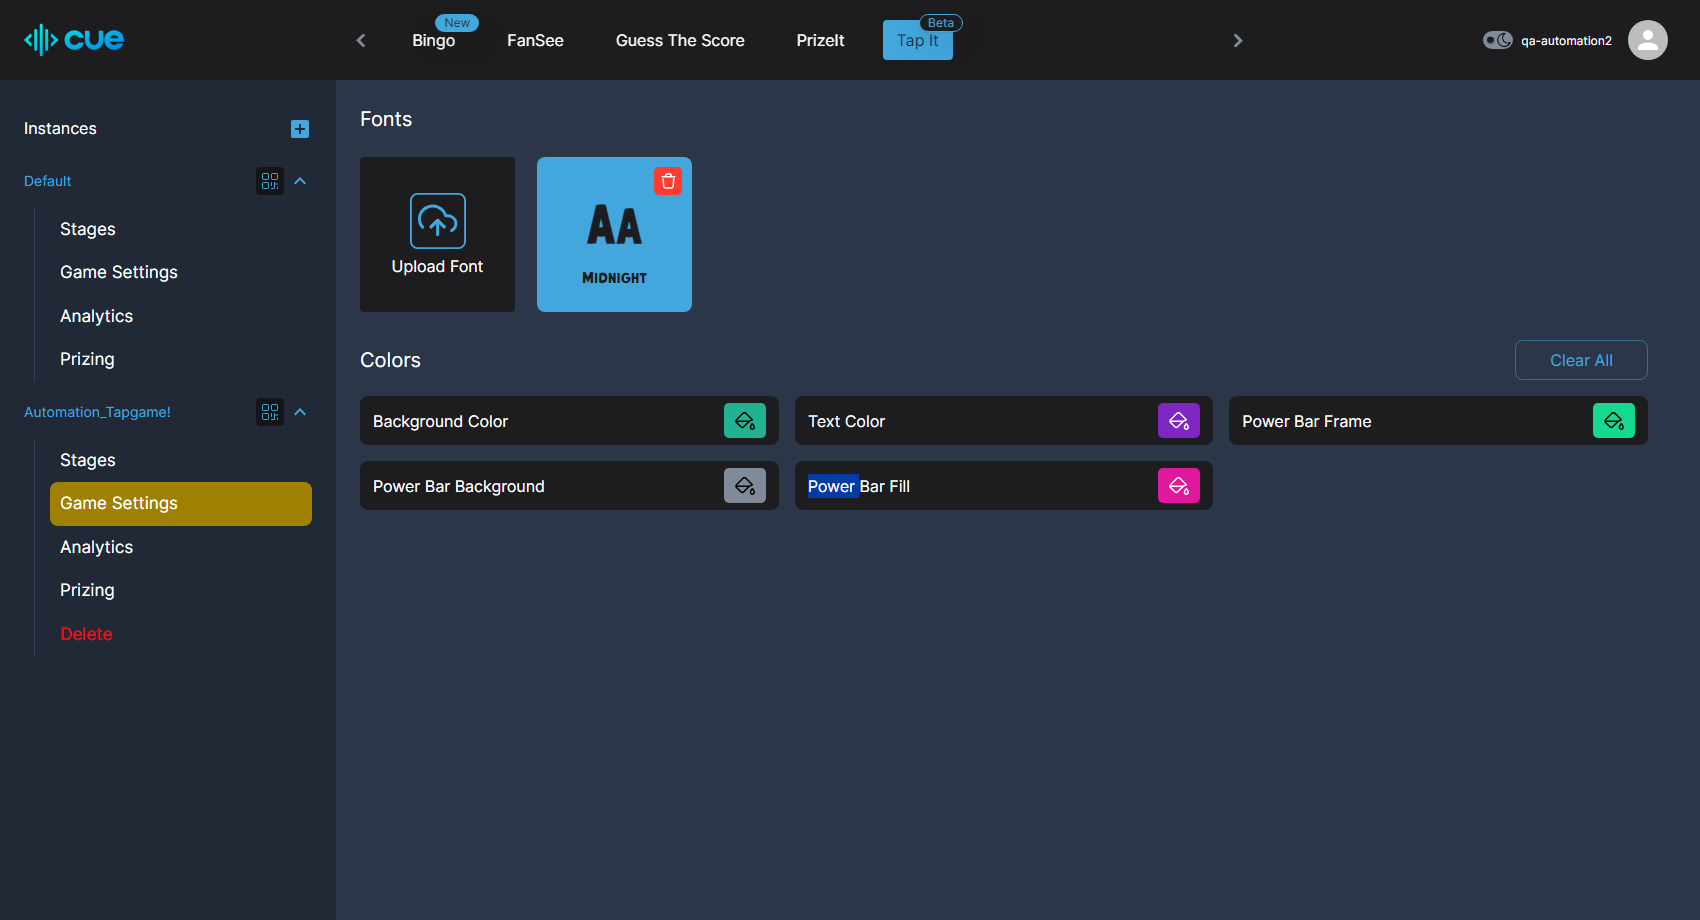 cue
Bingo
New
FanSee
Guess The Score
PrizeIt
Tap It
Beta
qa-automation2
Instances
Default
Stages
Game Settings
Analytics
Prizing
Automation_Tapgame!
Stages
Game Settings
Analytics
Prizing
Delete
Fonts
Upload Font
AA
MIDNIGHT
Colors
Clear All
Background Color
Text Color
Power Bar Frame
Power Bar Background
Power Bar Fill